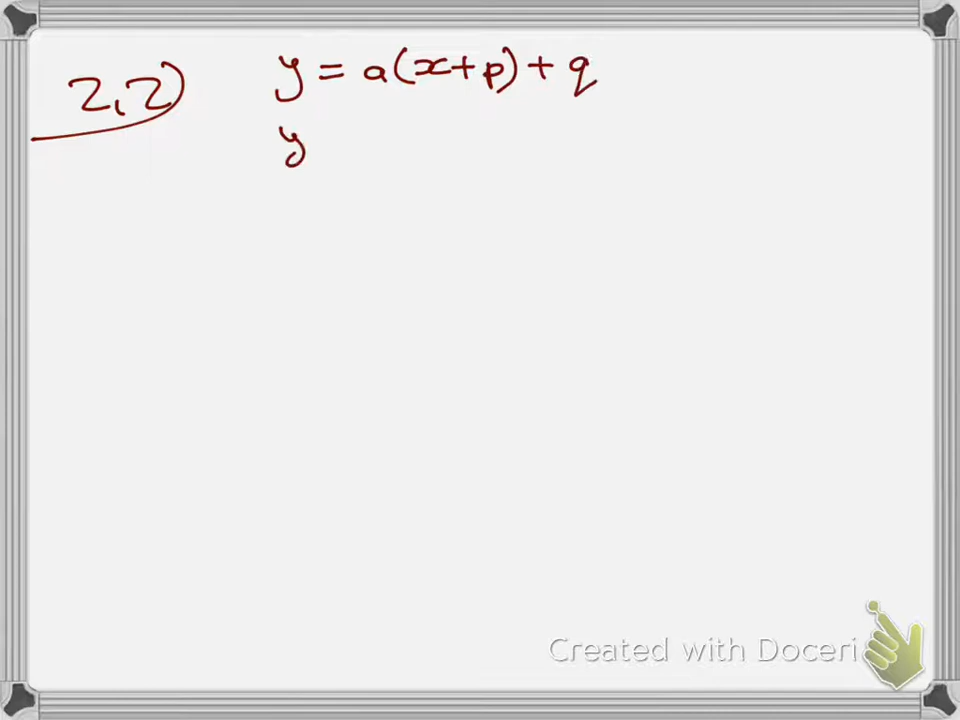 2,2)
y = a(x+p) + q
y
Created with Doceri